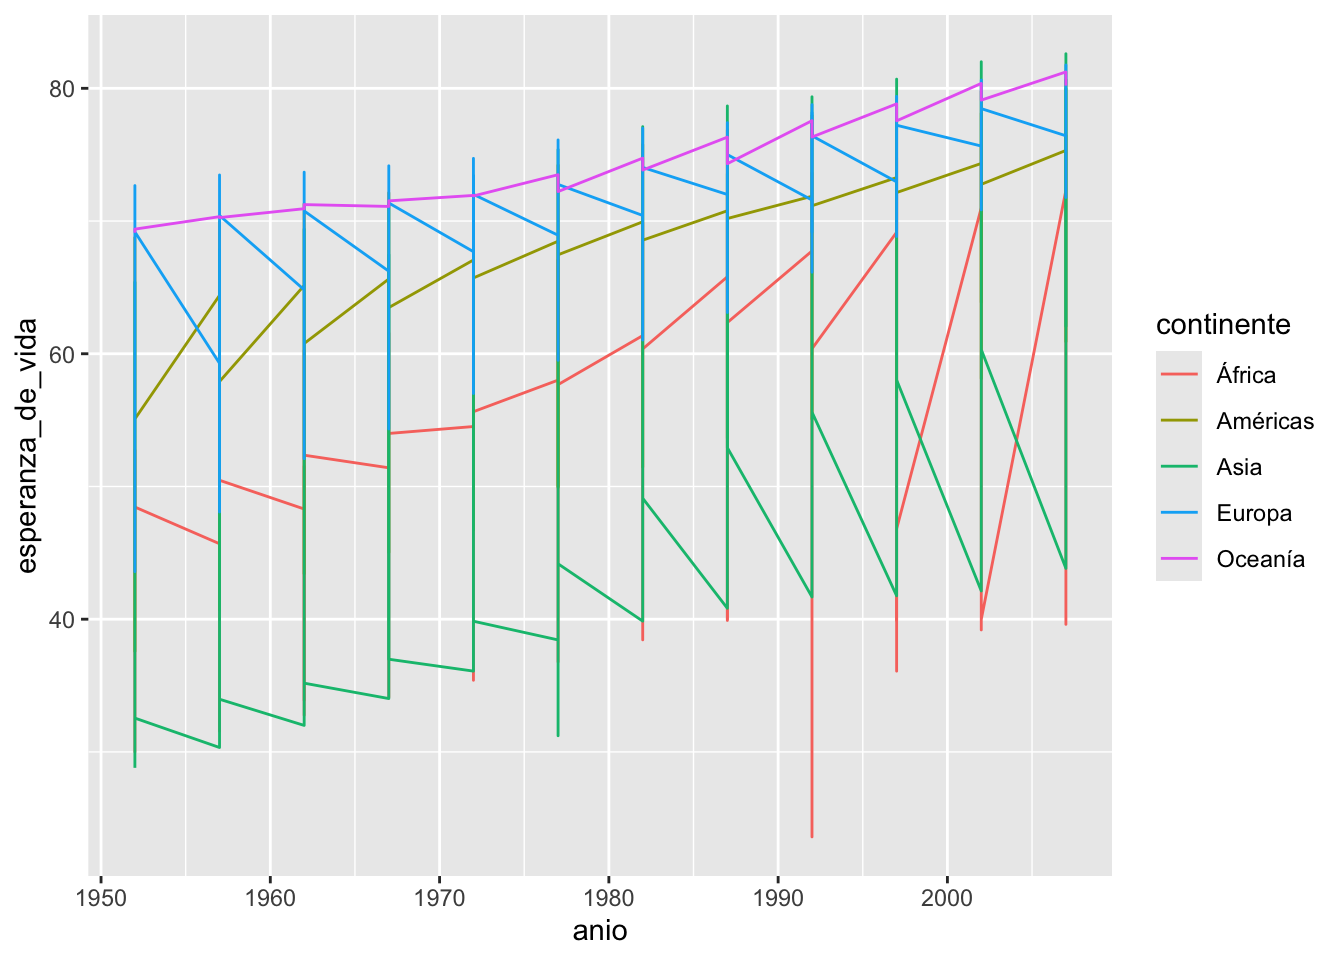 80
60
40
esperanza_de_vida
1950
1960
1970
1980
1990
2000
anio
continente
África
Américas
Asia
Europa
Oceanía